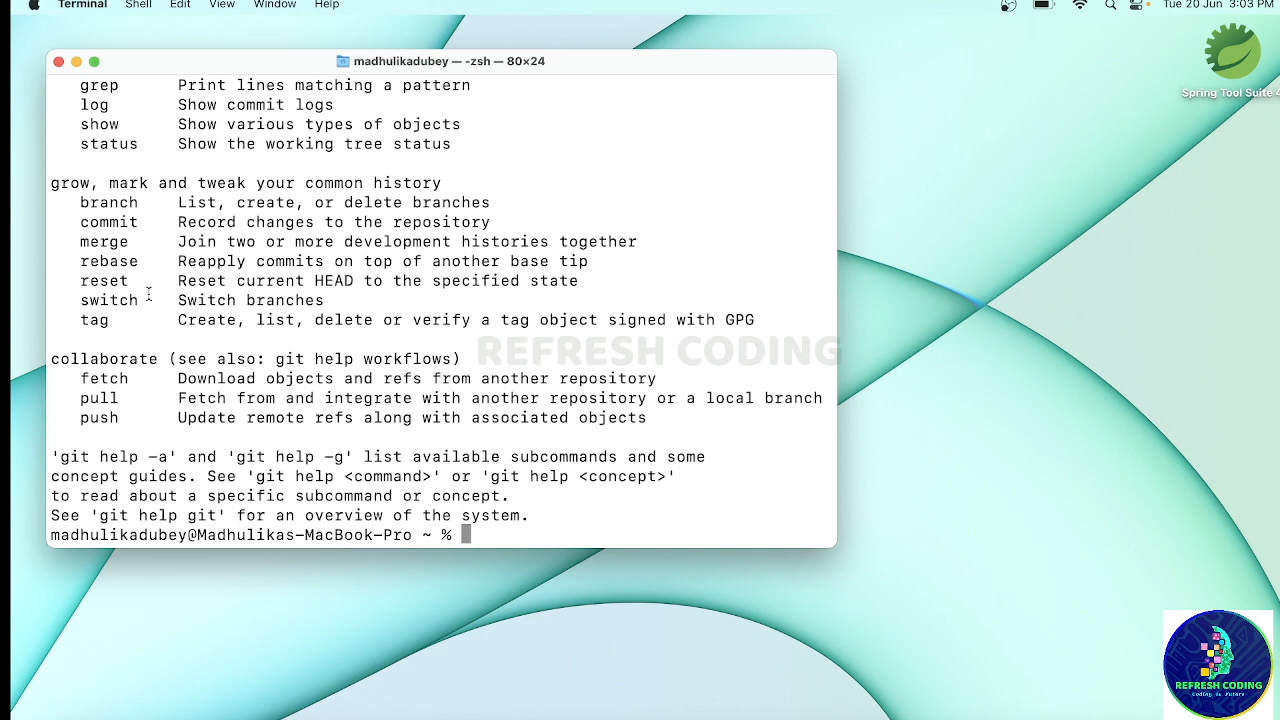 Terminal Shell Edit View Window Help Tue 20 Jun 3:03 PM
madhulikadubey — -zsh — 80×24
grep Print lines matching a pattern
log Show commit logs
show Show various types of objects
status Show the working tree status
grow, mark and tweak your common history
branch List, create, or delete branches
commit Record changes to the repository
merge Join two or more development histories together
rebase Reapply commits on top of another base tip
reset Reset current HEAD to the specified state
switch Switch branches
tag Create, list, delete or verify a tag object signed with GPG
collaborate (see also: git help workflows)
fetch Download objects and refs from another repository
pull Fetch from and integrate with another repository or a local branch
push Update remote refs along with associated objects
'git help -a' and 'git help -g' list available subcommands and some
concept guides. See 'git help <command>' or 'git help <concept>'
to read about a specific subcommand or concept.
See 'git help git' for an overview of the system.
madhulikadubey@Madhulikas-MacBook-Pro ~ %
Spring Tool Suite 4
REFRESH CODING
REFRESH CODING
Coding is Future